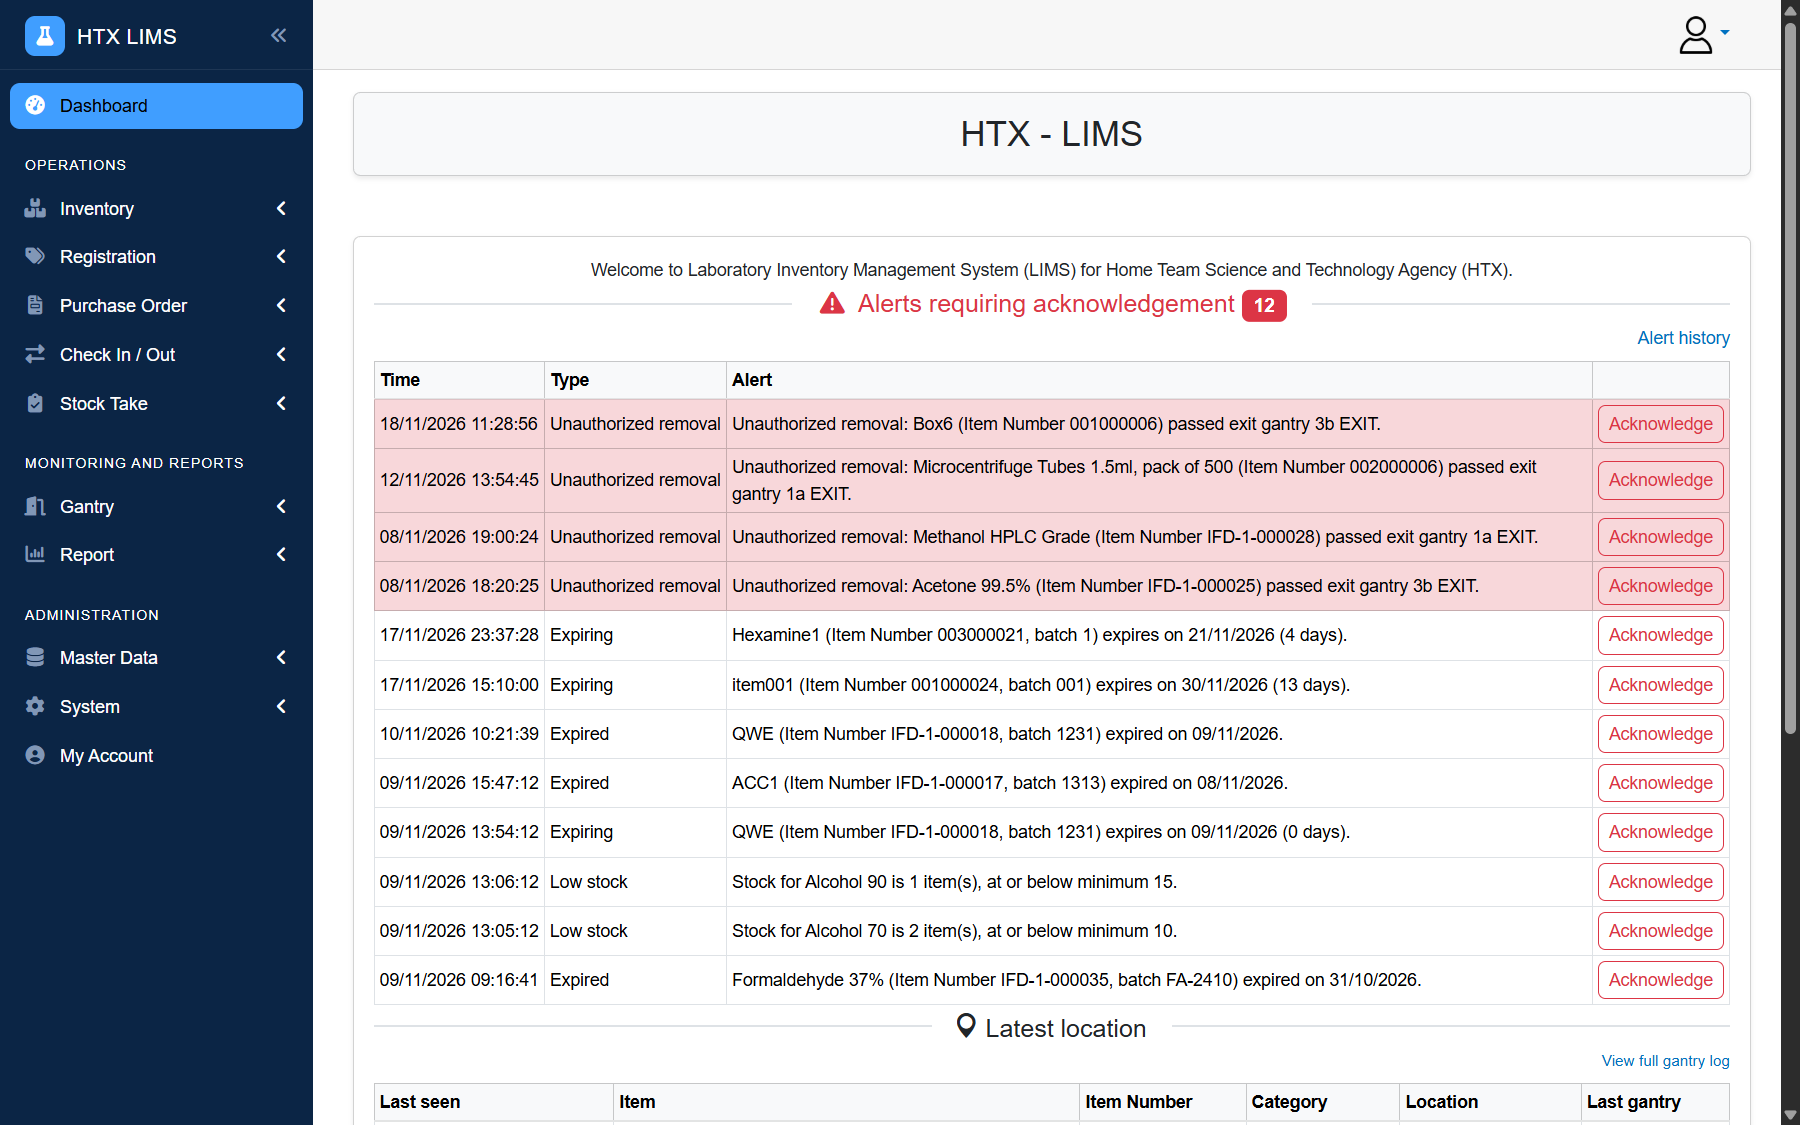 HTX LIMS
Dashboard
OPERATIONS
Inventory
Registration
Purchase Order
Check In / Out
Stock Take
MONITORING AND REPORTS
Gantry
Report
ADMINISTRATION
Master Data
System
My Account
HTX - LIMS
Welcome to Laboratory Inventory Management System (LIMS) for Home Team Science and Technology Agency (HTX).
Alerts requiring acknowledgement 12
Alert history
Time Type Alert
18/11/2026 11:28:56 Unauthorized removal Unauthorized removal: Box6 (Item Number 001000006) passed exit gantry 3b EXIT. Acknowledge
12/11/2026 13:54:45 Unauthorized removal Unauthorized removal: Microcentrifuge Tubes 1.5ml, pack of 500 (Item Number 002000006) passed exit
gantry 1a EXIT. Acknowledge
08/11/2026 19:00:24 Unauthorized removal Unauthorized removal: Methanol HPLC Grade (Item Number IFD-1-000028) passed exit gantry 1a EXIT. Acknowledge
08/11/2026 18:20:25 Unauthorized removal Unauthorized removal: Acetone 99.5% (Item Number IFD-1-000025) passed exit gantry 3b EXIT. Acknowledge
17/11/2026 23:37:28 Expiring Hexamine1 (Item Number 003000021, batch 1) expires on 21/11/2026 (4 days). Acknowledge
17/11/2026 15:10:00 Expiring item001 (Item Number 001000024, batch 001) expires on 30/11/2026 (13 days). Acknowledge
10/11/2026 10:21:39 Expired QWE (Item Number IFD-1-000018, batch 1231) expired on 09/11/2026. Acknowledge
09/11/2026 15:47:12 Expired ACC1 (Item Number IFD-1-000017, batch 1313) expired on 08/11/2026. Acknowledge
09/11/2026 13:54:12 Expiring QWE (Item Number IFD-1-000018, batch 1231) expires on 09/11/2026 (0 days). Acknowledge
09/11/2026 13:06:12 Low stock Stock for Alcohol 90 is 1 item(s), at or below minimum 15. Acknowledge
09/11/2026 13:05:12 Low stock Stock for Alcohol 70 is 2 item(s), at or below minimum 10. Acknowledge
09/11/2026 09:16:41 Expired Formaldehyde 37% (Item Number IFD-1-000035, batch FA-2410) expired on 31/10/2026. Acknowledge
Latest location
View full gantry log
Last seen Item Item Number Category Location Last gantry